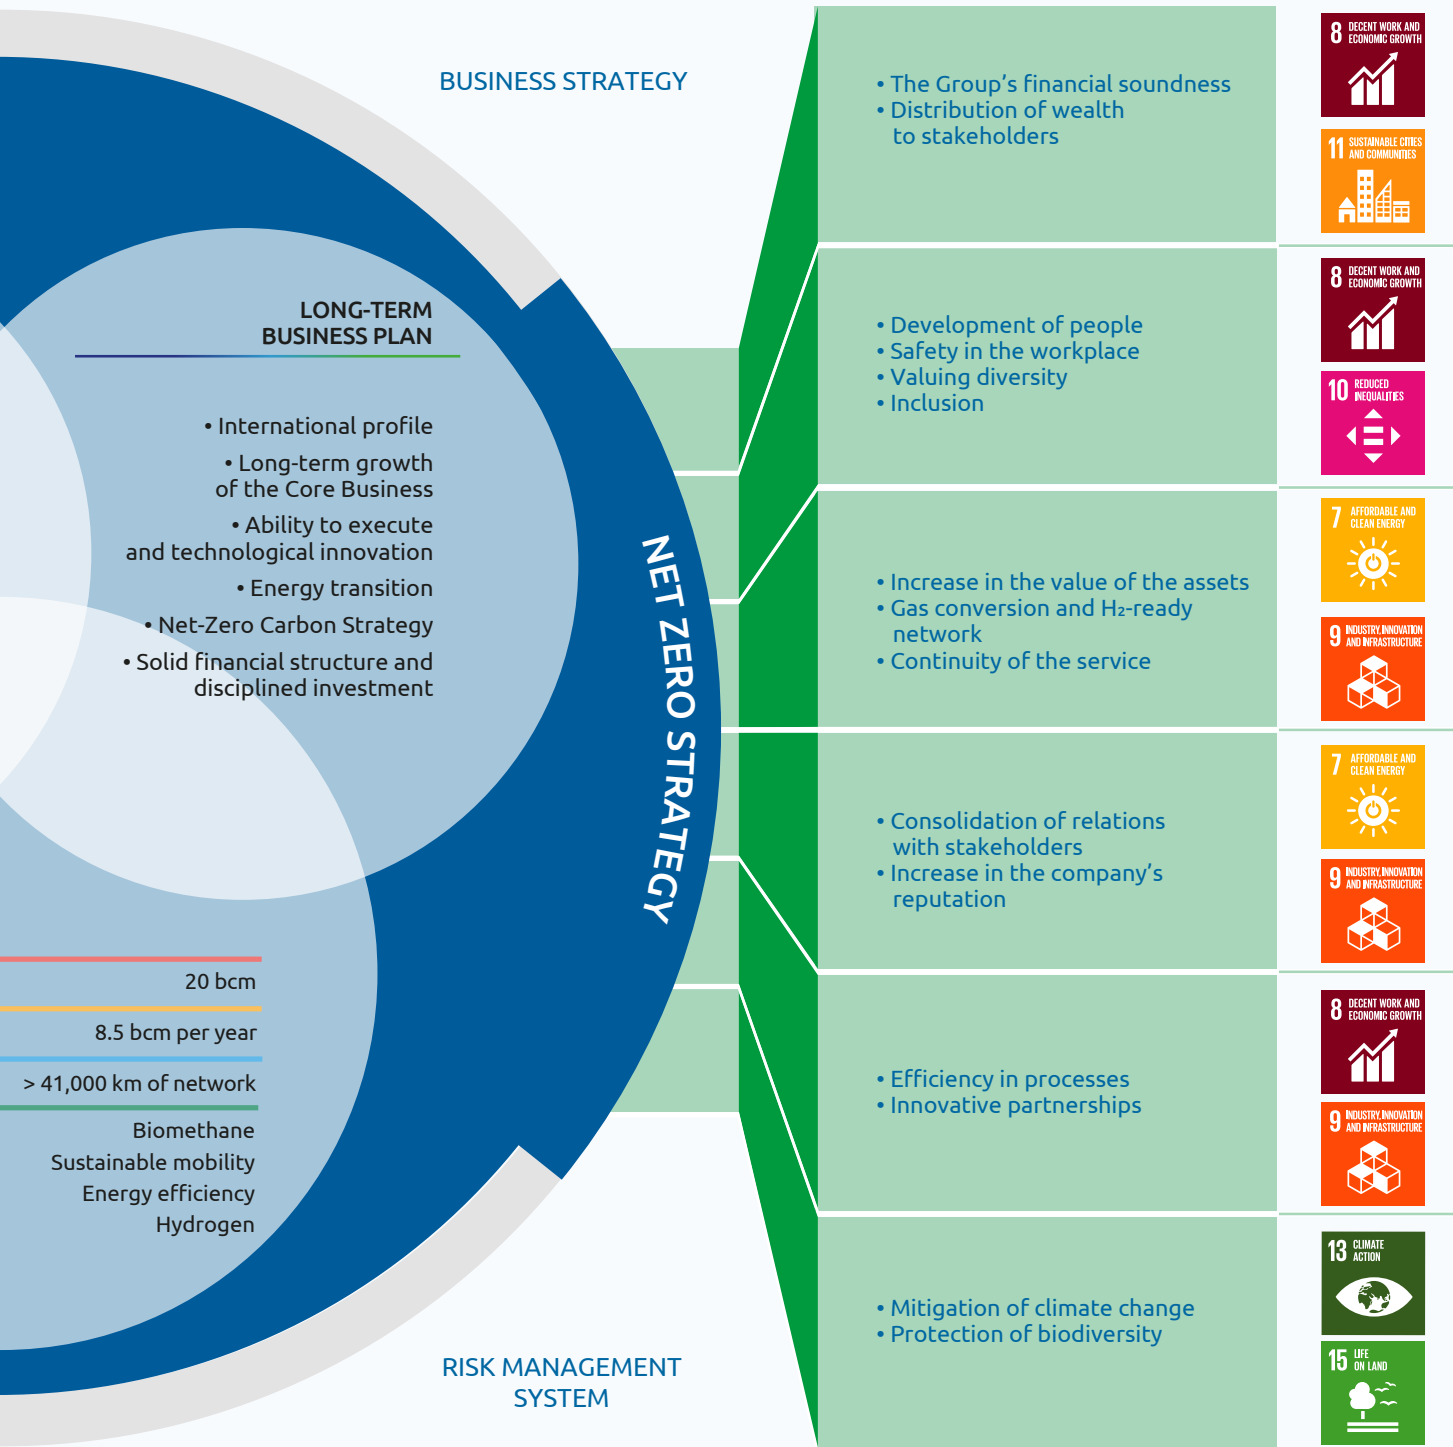 BUSINESS STRATEGY
LONG-TERM
BUSINESS PLAN
• International profile
• Long-term growth
of the Core Business
• Ability to execute
and technological innovation
• Energy transition
• Net-Zero Carbon Strategy
• Solid financial structure and
disciplined investment
20 bcm
8.5 bcm per year
> 41,000 km of network
Biomethane
Sustainable mobility
Energy efficiency
Hydrogen
NET ZERO STRATEGY
RISK MANAGEMENT
SYSTEM
• The Group's financial soundness
• Distribution of wealth
to stakeholders
8 DECENT WORK AND
ECONOMIC GROWTH
11 SUSTAINABLE CITIES
AND COMMUNITIES
• Development of people
• Safety in the workplace
• Valuing diversity
• Inclusion
8 DECENT WORK AND
ECONOMIC GROWTH
10 REDUCED
INEQUALITIES
• Increase in the value of the assets
• Gas conversion and H₂-ready
network
• Continuity of the service
7 AFFORDABLE AND
CLEAN ENERGY
9 INDUSTRY, INNOVATION
AND INFRASTRUCTURE
• Consolidation of relations
with stakeholders
• Increase in the company's
reputation
7 AFFORDABLE AND
CLEAN ENERGY
9 INDUSTRY, INNOVATION
AND INFRASTRUCTURE
• Efficiency in processes
• Innovative partnerships
8 DECENT WORK AND
ECONOMIC GROWTH
9 INDUSTRY, INNOVATION
AND INFRASTRUCTURE
• Mitigation of climate change
• Protection of biodiversity
13 CLIMATE
ACTION
15 LIFE
ON LAND